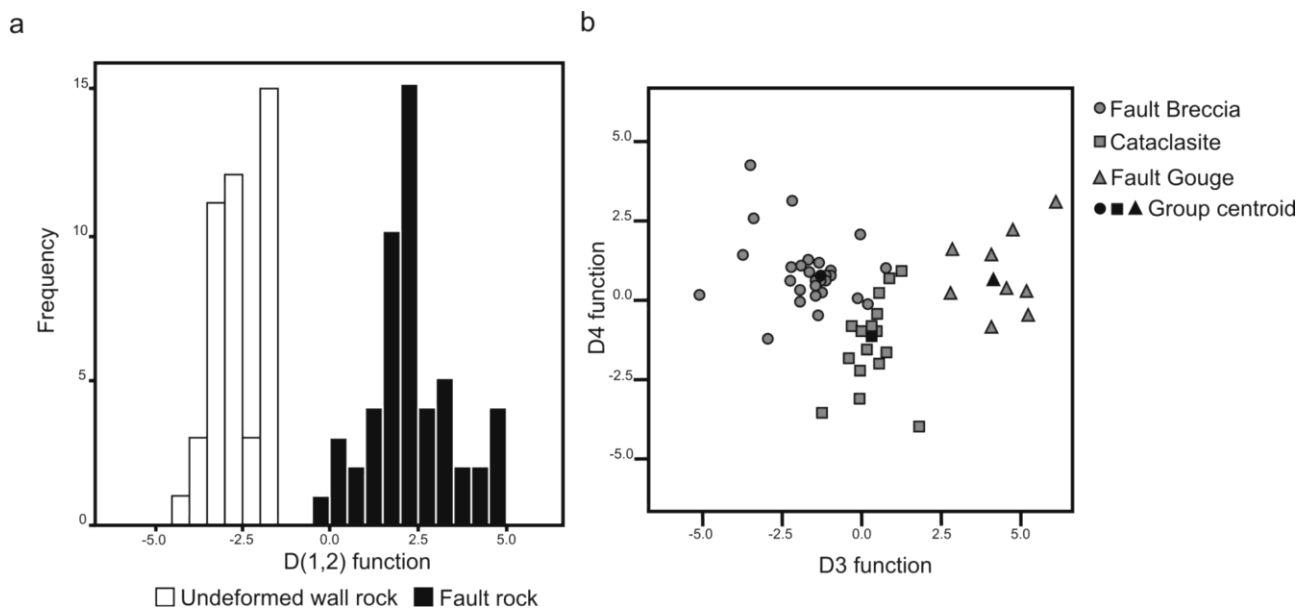 a
15
10
5
0
Frequency
-5.0
-2.5
0.0
2.5
5.0
D(1,2) function
Undeformed wall rock
Fault rock
b
5.0
2.5
0.0
-2.5
-5.0
D4 function
-5.0
-2.5
0.0
2.5
5.0
D3 function
Fault Breccia
Cataclasite
Fault Gouge
Group centroid